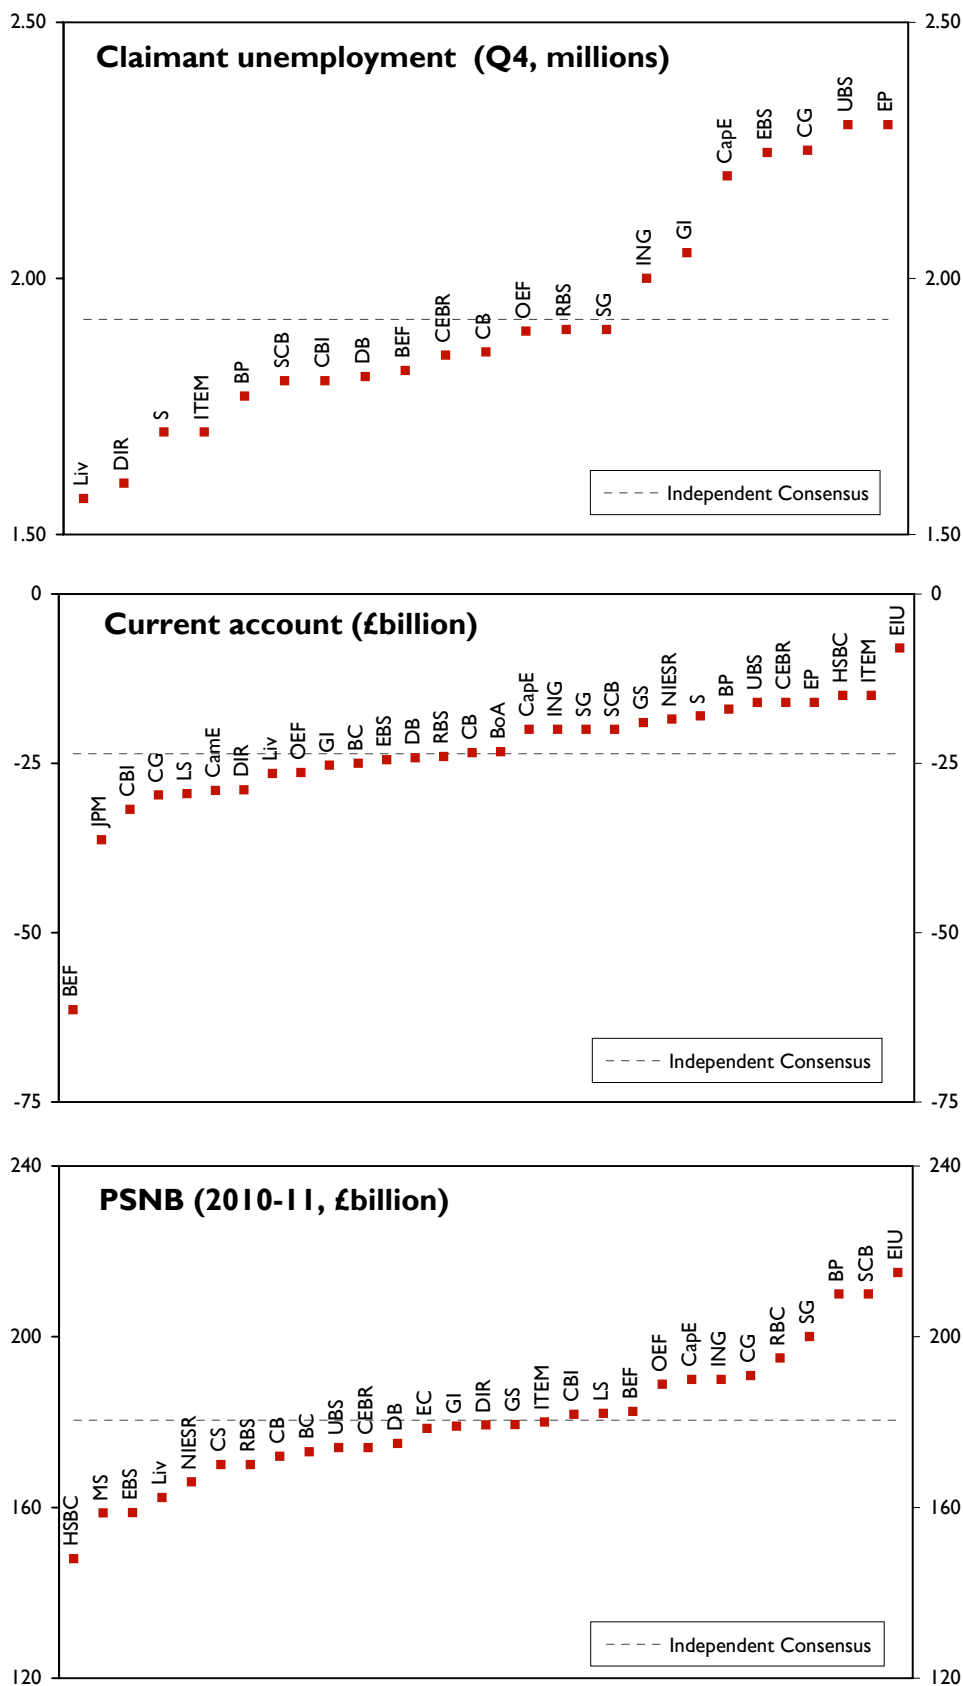 2.50 2.50
Claimant unemployment (Q4, millions)
Liv DIR S ITEM BP SCB CBI DB BEF CEBR CB OEF RBS SG ING GI CapE EBS CG UBS EP
2.00 2.00
Independent Consensus
1.50 1.50
0 0
Current account (£billion)
BEF JPM CBI CG LS CamE DIR Liv OEF GI BC EBS DB RBS CB BoA CapE ING SG SCB GS NIESR S BP UBS CEBR EP HSBC ITEM EIU
-25 -25
-50 -50
Independent Consensus
-75 -75
240 240
PSNB (2010-11, £billion)
HSBC MS EBS Liv NIESR CS RBS CB BC UBS CEBR DB EC GI DIR GS ITEM CBI LS BEF OEF CapE ING CG RBC SG BP SCB EIU
200 200
160 160
Independent Consensus
120 120